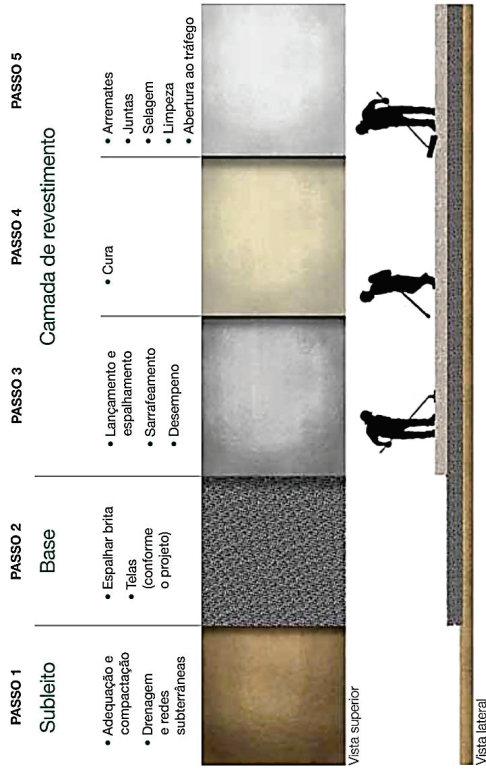 PASSO 1
Subleito
• Adequação e
compactação
• Drenagem
e redes
subterrâneas
PASSO 2
Base
• Espalhar brita
• Telas
(conforme
o projeto)
PASSO 3
PASSO 4
PASSO 5
Camada de revestimento
• Lançamento e
espalhamento
• Sarrafeamento
• Desempeno
• Cura
• Arremates
• Juntas
• Selagem
• Limpeza
• Abertura ao tráfego
Vista superior
Vista lateral